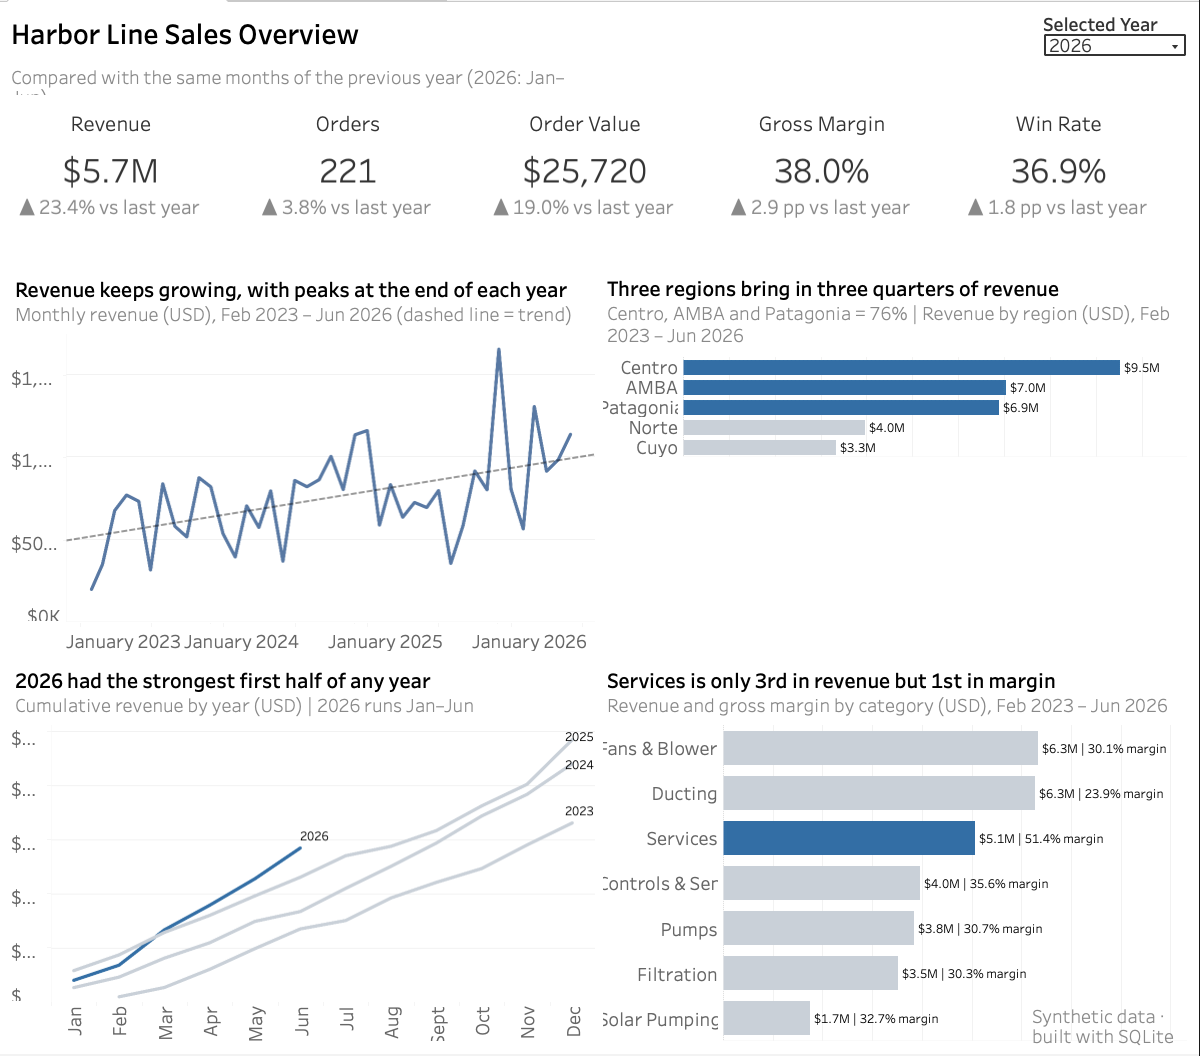 Harbor Line Sales Overview
Selected Year
2026
Compared with the same months of the previous year (2026: Jan–
Revenue
Orders
Order Value
Gross Margin
Win Rate
$5.7M
221
$25,720
38.0%
36.9%
▲ 23.4% vs last year
▲ 3.8% vs last year
▲ 19.0% vs last year
▲ 2.9 pp vs last year
▲ 1.8 pp vs last year
Revenue keeps growing, with peaks at the end of each year
Monthly revenue (USD), Feb 2023 – Jun 2026 (dashed line = trend)
$1,...
$1,...
$50...
$0K
January 2023
January 2024
January 2025
January 2026
Three regions bring in three quarters of revenue
Centro, AMBA and Patagonia = 76% | Revenue by region (USD), Feb
2023 – Jun 2026
Centro
$9.5M
AMBA
$7.0M
Patagonia
$6.9M
Norte
$4.0M
Cuyo
$3.3M
2026 had the strongest first half of any year
Cumulative revenue by year (USD) | 2026 runs Jan–Jun
$...
$...
$...
$...
$...
$
2025
2024
2023
2026
Jan
Feb
Mar
Apr
May
Jun
Jul
Aug
Sept
Oct
Nov
Dec
Services is only 3rd in revenue but 1st in margin
Revenue and gross margin by category (USD), Feb 2023 – Jun 2026
Fans & Blower
$6.3M | 30.1% margin
Ducting
$6.3M | 23.9% margin
Services
$5.1M | 51.4% margin
Controls & Ser
$4.0M | 35.6% margin
Pumps
$3.8M | 30.7% margin
Filtration
$3.5M | 30.3% margin
Solar Pumping
$1.7M | 32.7% margin
Synthetic data ·
built with SQLite